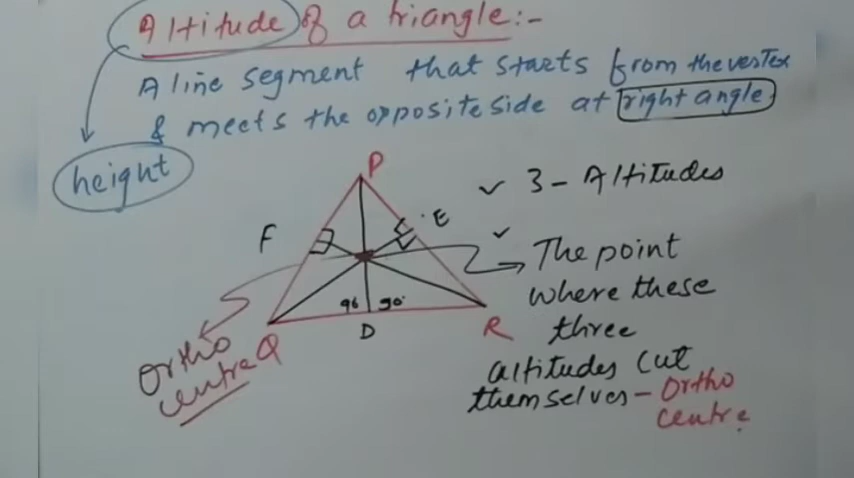 Altitude of a triangle:-
A line segment that starts from the vertex
& meets the opposite side at right angle
height
P
3 - Altitudes
F
E
The point
where these
three
altitudes cut
themselves - Ortho
centre
90° 90°
Q
D
R
Ortho
centre